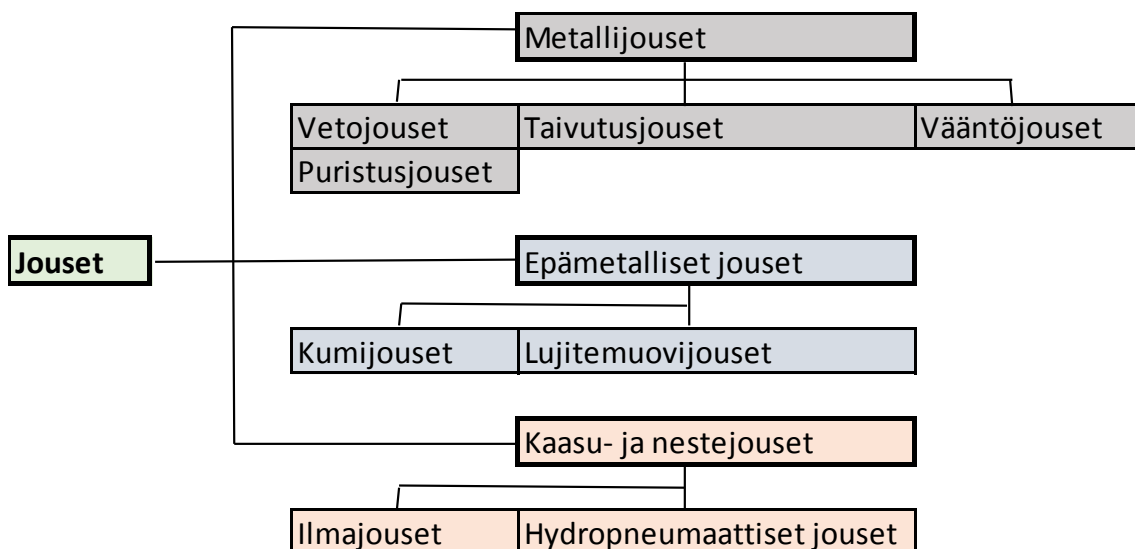 Metallijouset
Vetojouset Taivutusjouset Vääntöjouset
Puristusjouset
Jouset Epämetalliset jouset
Kumijouset Lujitemuovijouset
Kaasu- ja nestejouset
Ilmajouset Hydropneumaattiset jouset